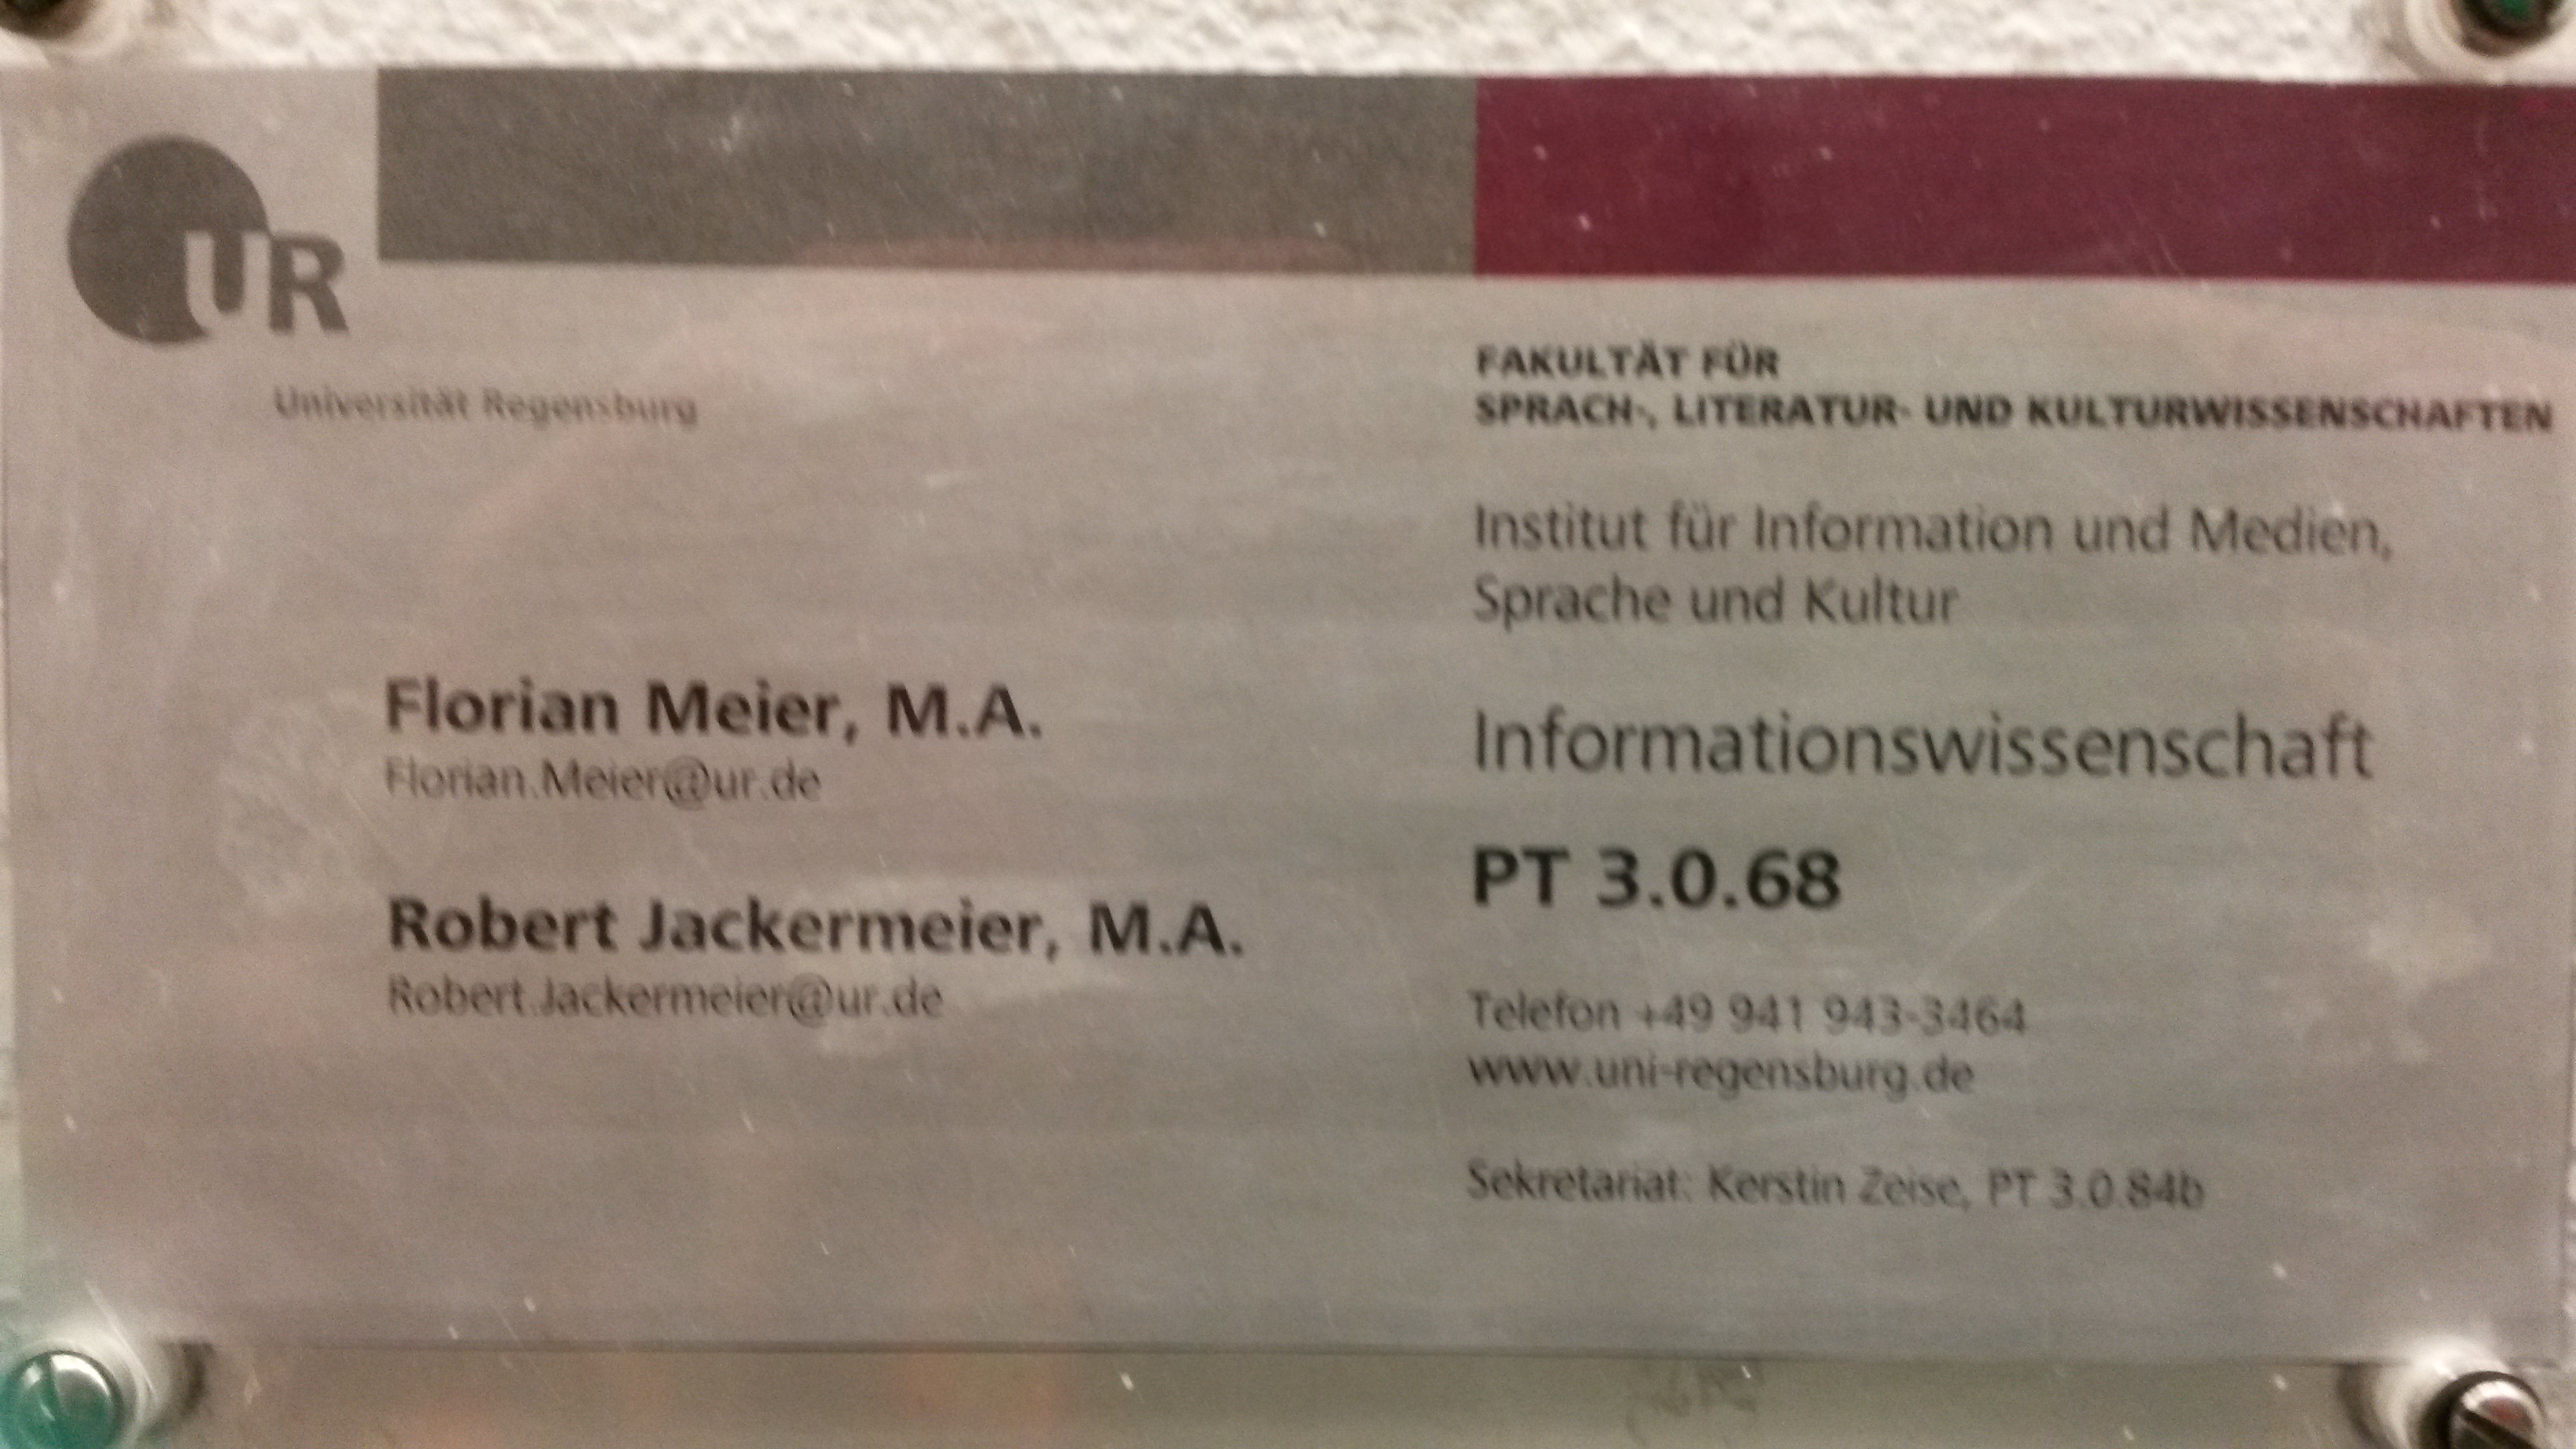 UR
Universität Regensburg
FAKULTÄT FÜR
SPRACH-, LITERATUR- UND KULTURWISSENSCHAFTEN
Institut für Information und Medien,
Sprache und Kultur
Florian Meier, M.A.
Florian.Meier@ur.de
Robert Jackermeier, M.A.
Robert.Jackermeier@ur.de
Informationswissenschaft
PT 3.0.68
Telefon +49 941 943-3464
www.uni-regensburg.de
Sekretariat: Kerstin Zeise, PT 3.0.84b